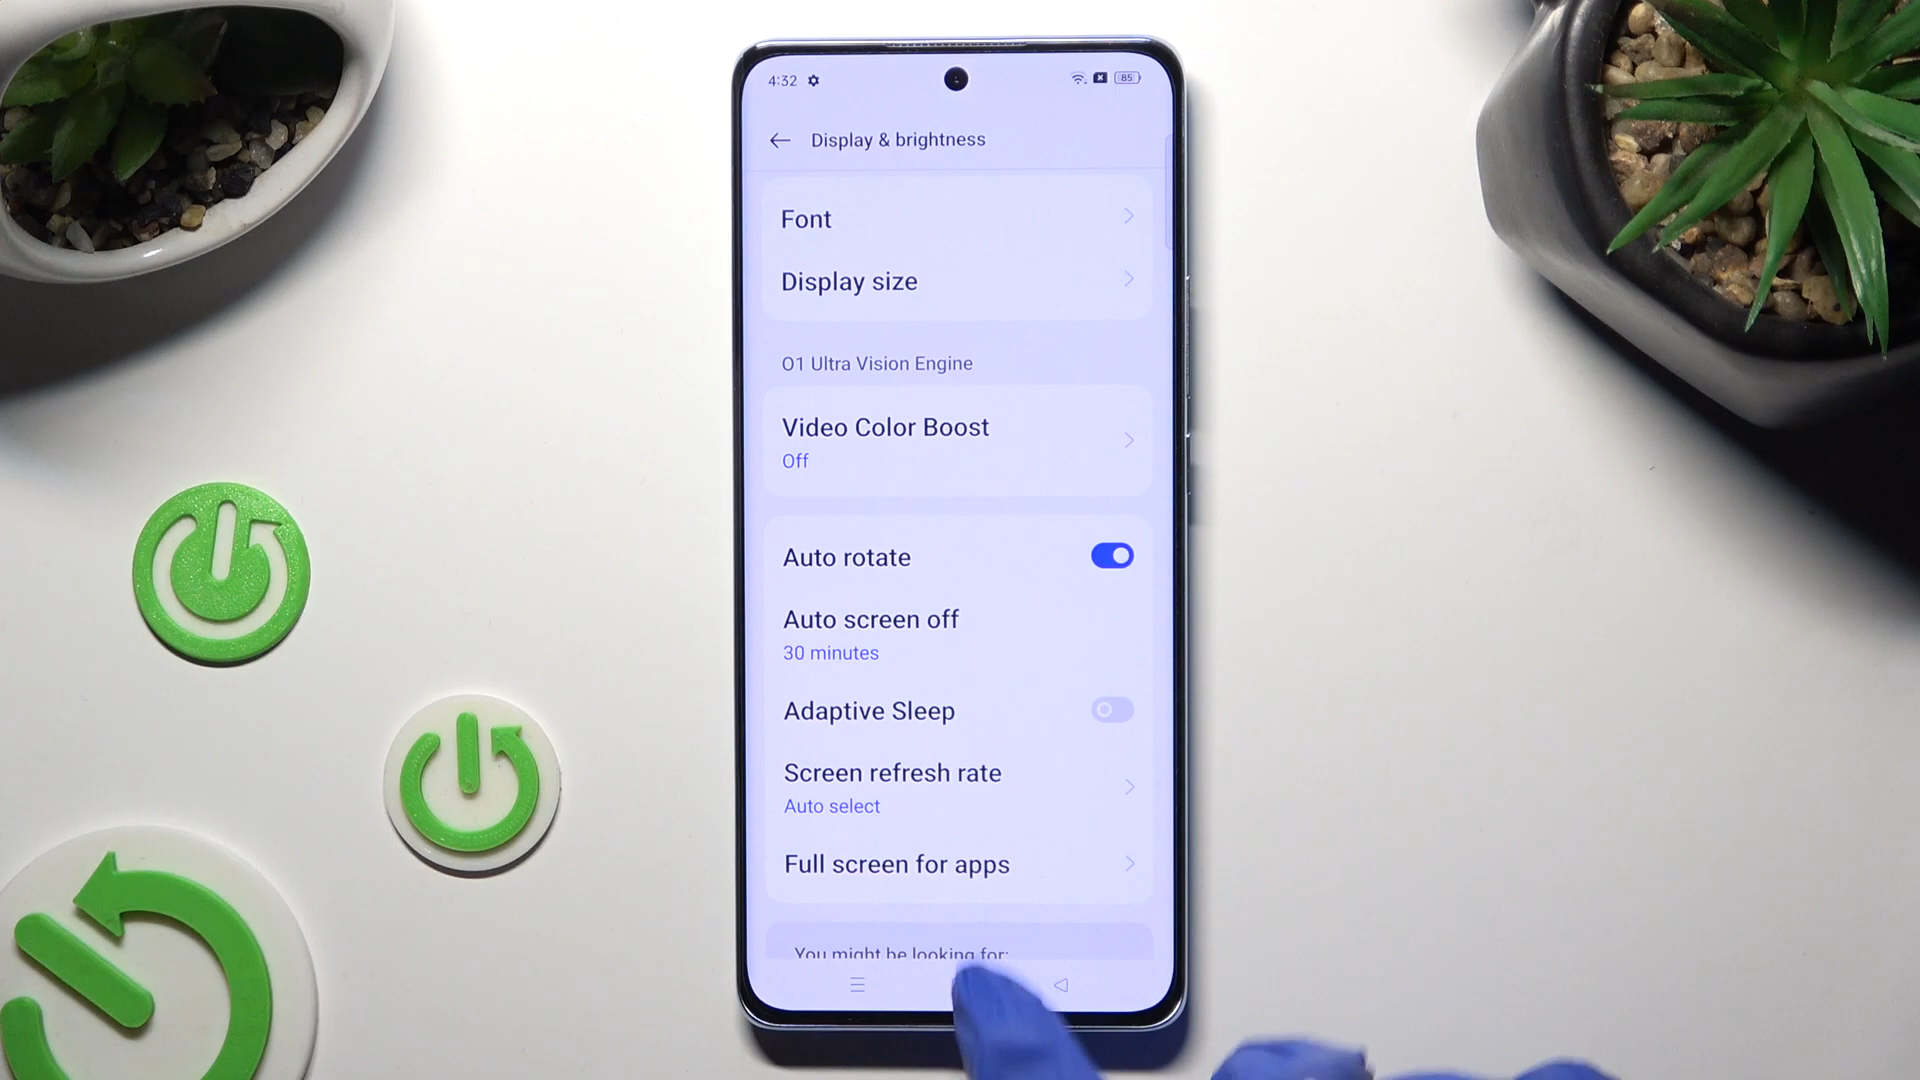 4:32 85
Display & brightness
Font
Display size
O1 Ultra Vision Engine
Video Color Boost
Off
Auto rotate
Auto screen off
30 minutes
Adaptive Sleep
Screen refresh rate
Auto select
Full screen for apps
You might be looking for: